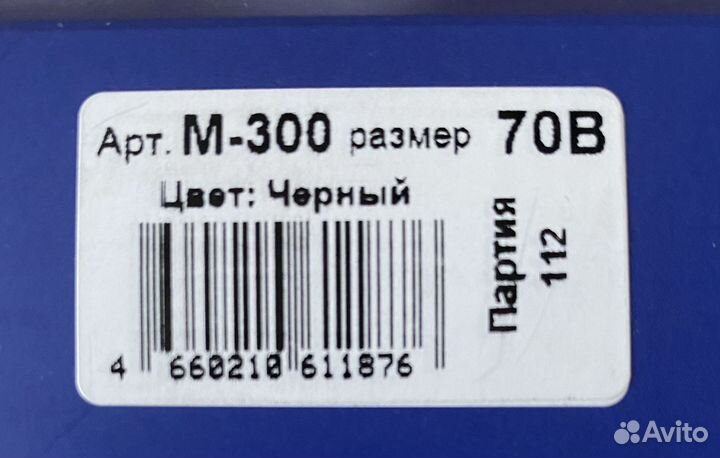 Арт. М-300 размер 70В
Цвет: Черный
Партия
112
4 660210 611876
Avito